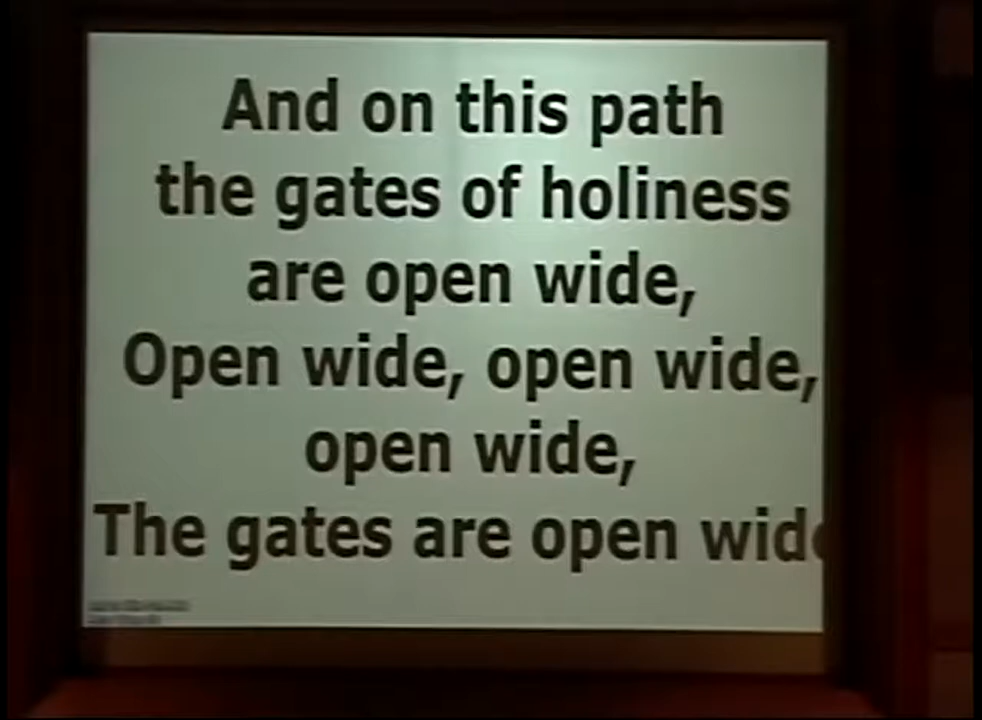 And on this path
the gates of holiness
are open wide,
Open wide, open wide,
open wide,
The gates are open wid